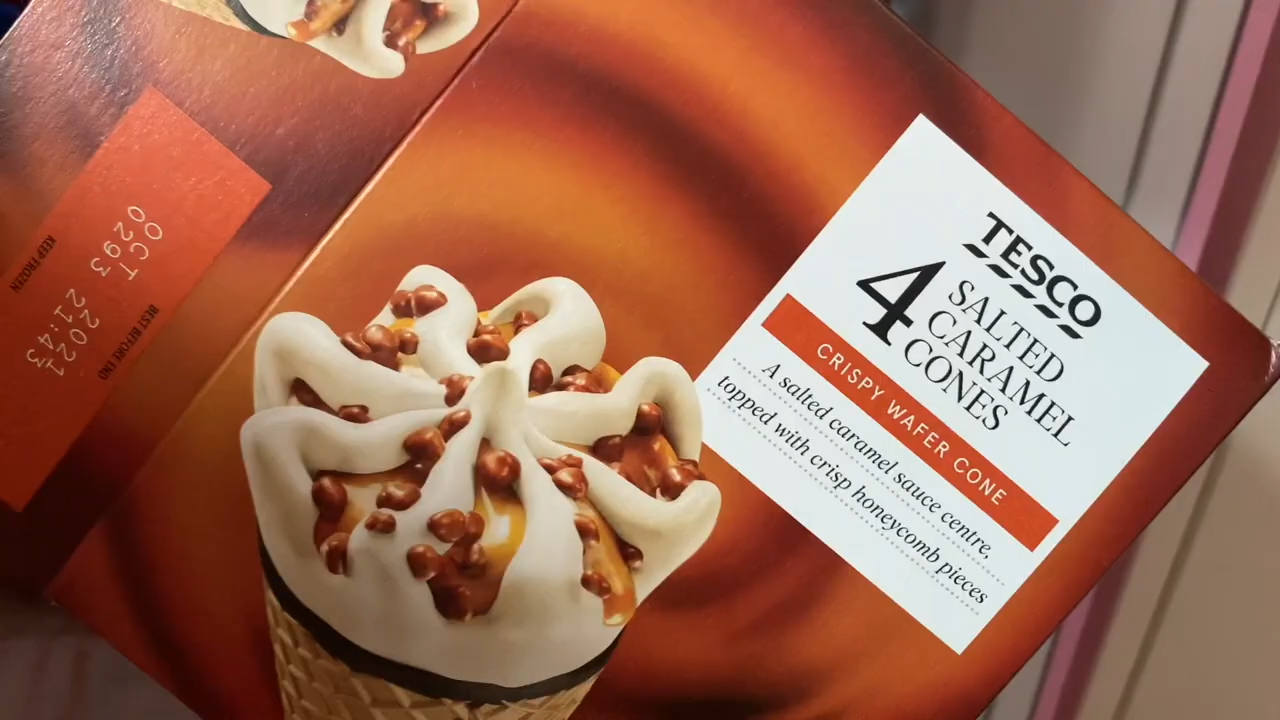 TESCO
4 SALTED
CARAMEL
CONES
CRISPY WAFER CONE
A salted caramel sauce centre,
topped with crisp honeycomb pieces
BEST BEFORE END
OCT 2021
0293 21:43
KEEP FROZEN